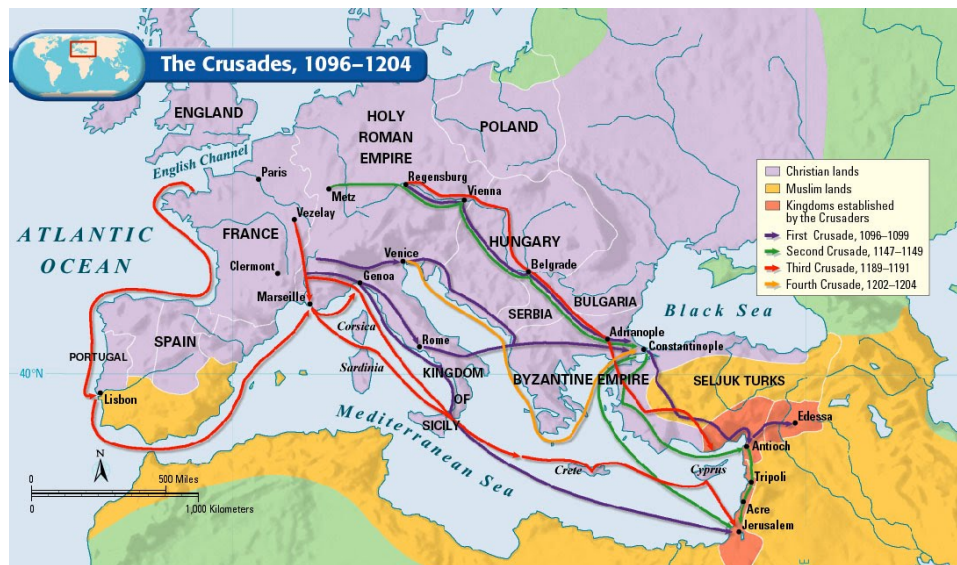 The Crusades, 1096–1204
ENGLAND
HOLY
ROMAN
EMPIRE
POLAND
English Channel
Paris
Metz
Regensburg
Vienna
Vezelay
ATLANTIC
OCEAN
FRANCE
HUNGARY
Clermont
Venice
Genoa
Belgrade
Marseille
BULGARIA
SERBIA
Black Sea
Corsica
Rome
Adrianople
Constantinople
PORTUGAL
SPAIN
Sardinia
KINGDOM
OF
SICILY
BYZANTINE EMPIRE
SELJUK TURKS
40°N
Lisbon
Mediterranean Sea
Edessa
Antioch
Crete
Cyprus
Tripoli
Acre
Jerusalem
N
0 500 Miles
0 1,000 Kilometers
Christian lands
Muslim lands
Kingdoms established
by the Crusaders
First Crusade, 1096–1099
Second Crusade, 1147–1149
Third Crusade, 1189–1191
Fourth Crusade, 1202–1204